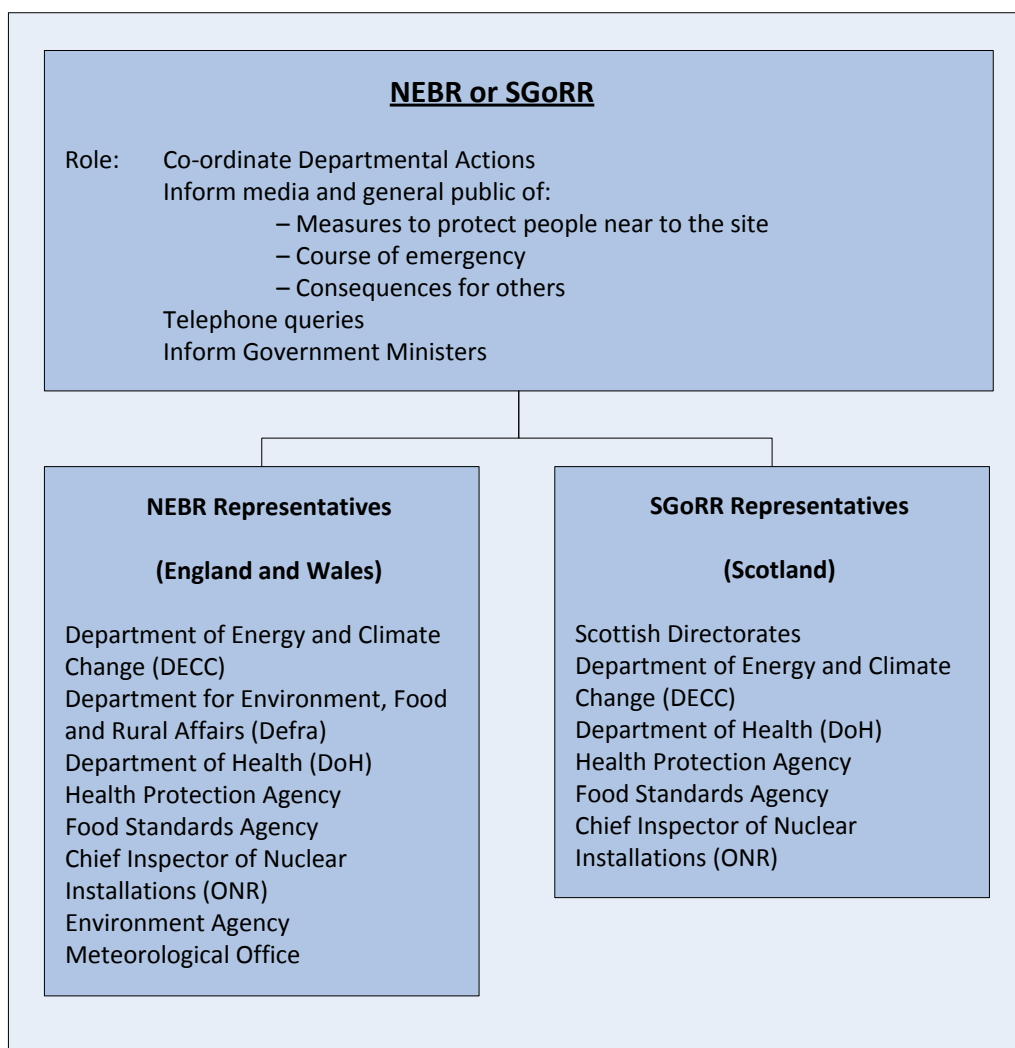 NEBR or SGoRR
Role: Co-ordinate Departmental Actions
Inform media and general public of:
– Measures to protect people near to the site
– Course of emergency
– Consequences for others
Telephone queries
Inform Government Ministers
NEBR Representatives
(England and Wales)
Department of Energy and Climate
Change (DECC)
Department for Environment, Food
and Rural Affairs (Defra)
Department of Health (DoH)
Health Protection Agency
Food Standards Agency
Chief Inspector of Nuclear
Installations (ONR)
Environment Agency
Meteorological Office
SGoRR Representatives
(Scotland)
Scottish Directorates
Department of Energy and Climate
Change (DECC)
Department of Health (DoH)
Health Protection Agency
Food Standards Agency
Chief Inspector of Nuclear
Installations (ONR)